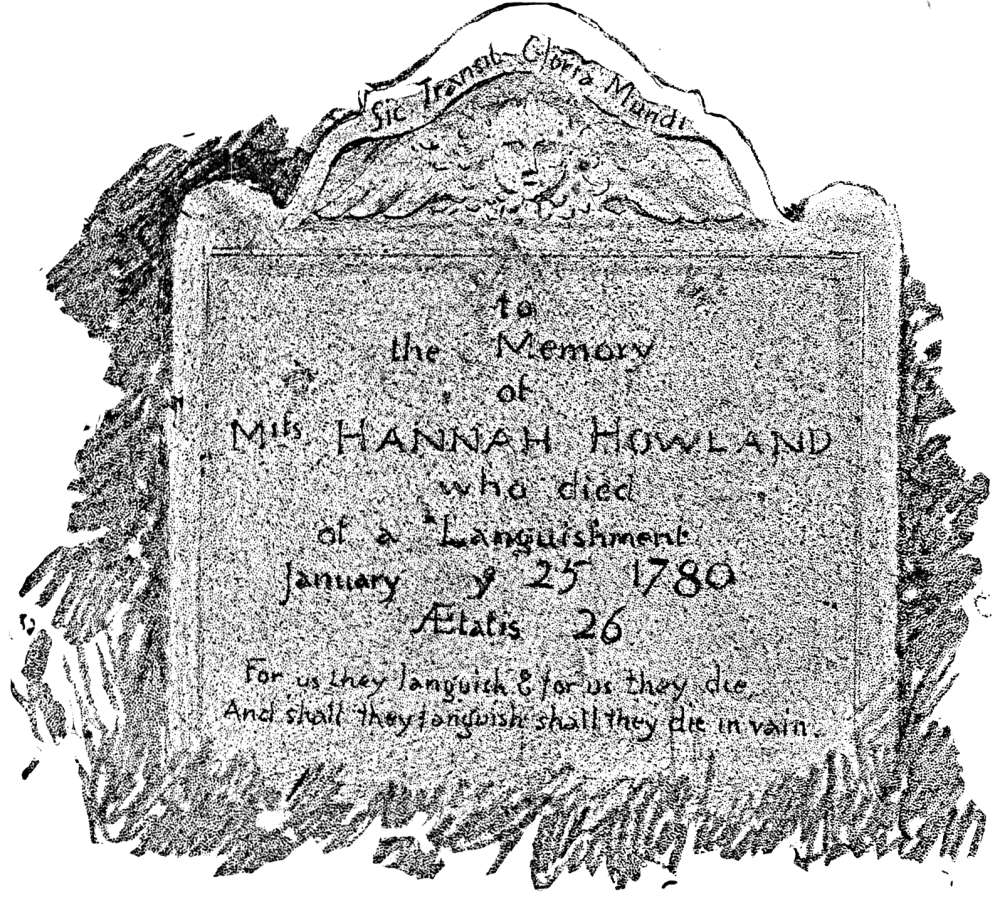 Sic Transit Gloria Mundi
to
the Memory
of
Mifs HANNAH HOWLAND
who died
of a Languishment
January y 25 1780
Ætatis 26
For us they languish & for us they die,
And shall they languish shall they die in vain.